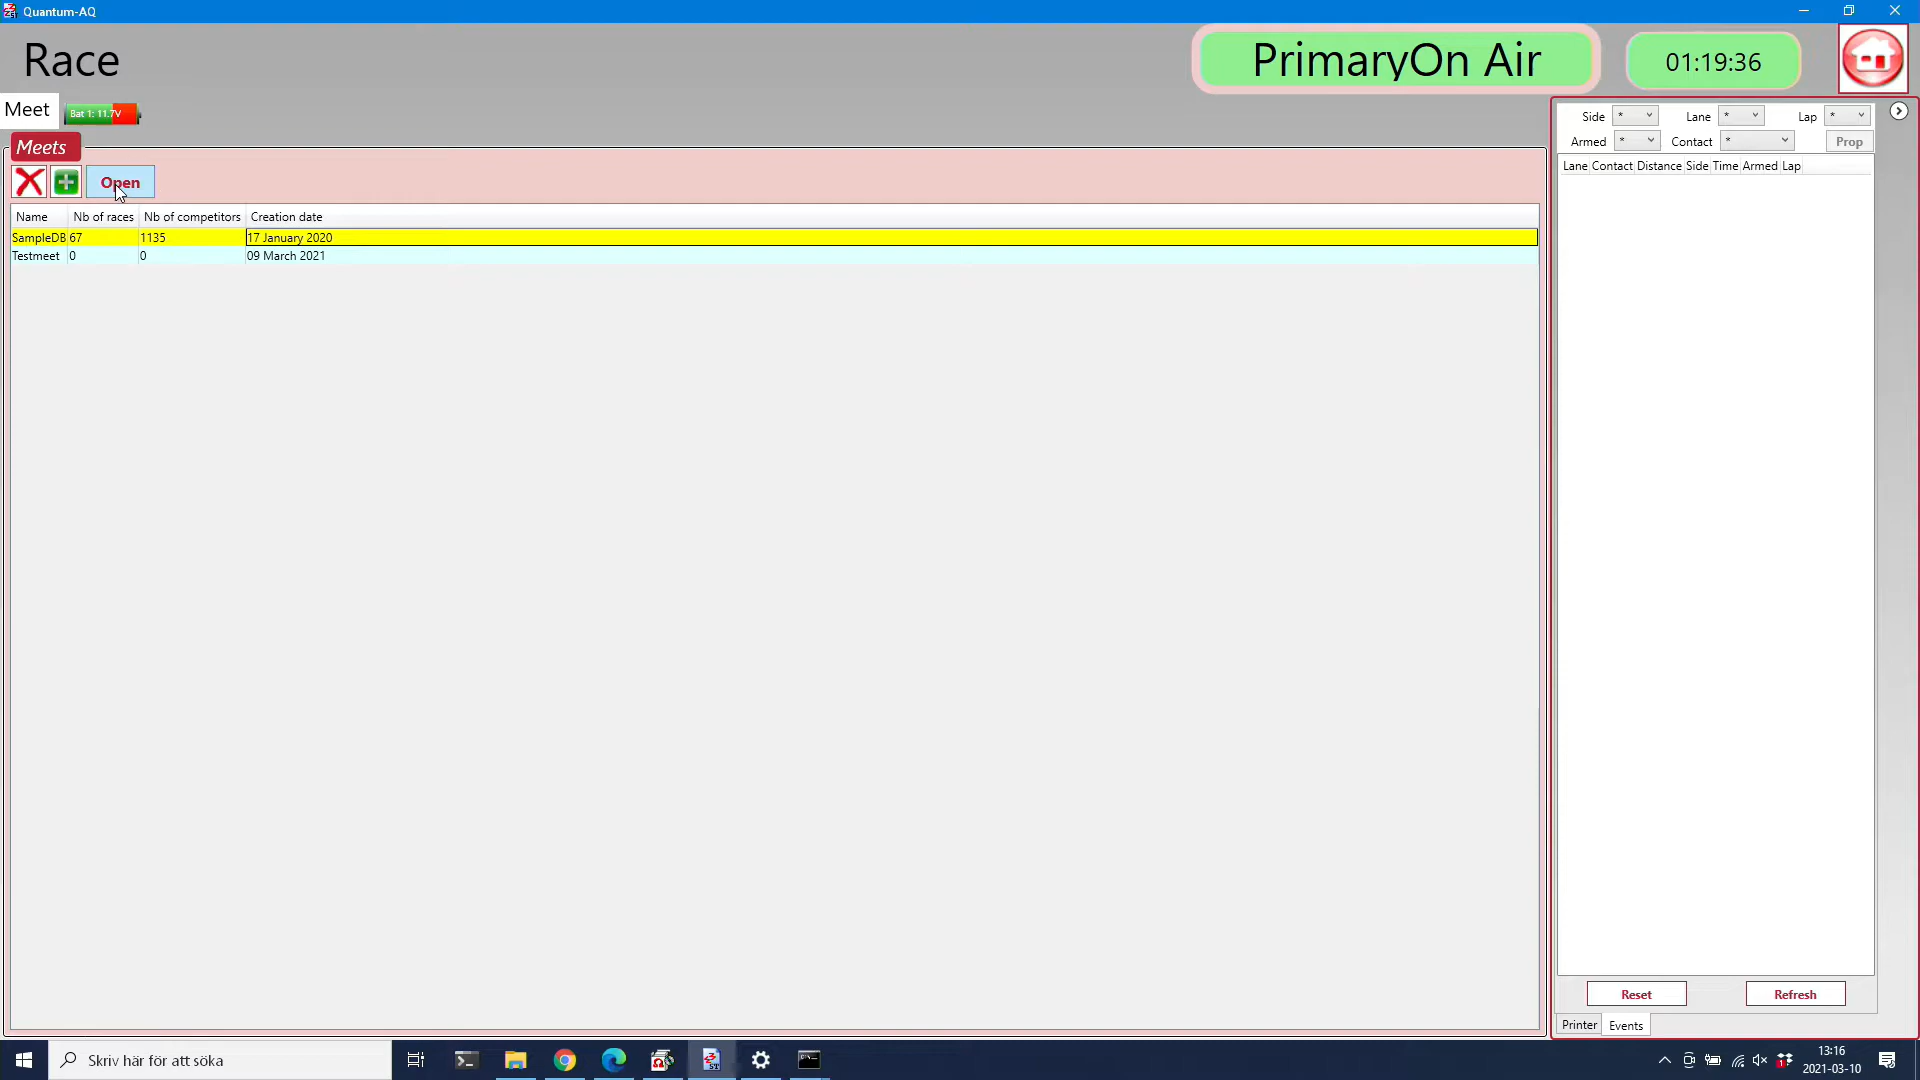 Quantum-AQ
Race
PrimaryOn Air
01:19:36
Meet
Bat 1: 11.7V
Side * Lane * Lap *
Armed * Contact * Prop
Meets
Open
Lane Contact Distance Side Time Armed Lap
Name Nb of races Nb of competitors Creation date
SampleDB 67 1135 17 January 2020
Testmeet 0 0 09 March 2021
Reset Refresh
Printer Events
Skriv här för att söka
13:16
2021-03-10